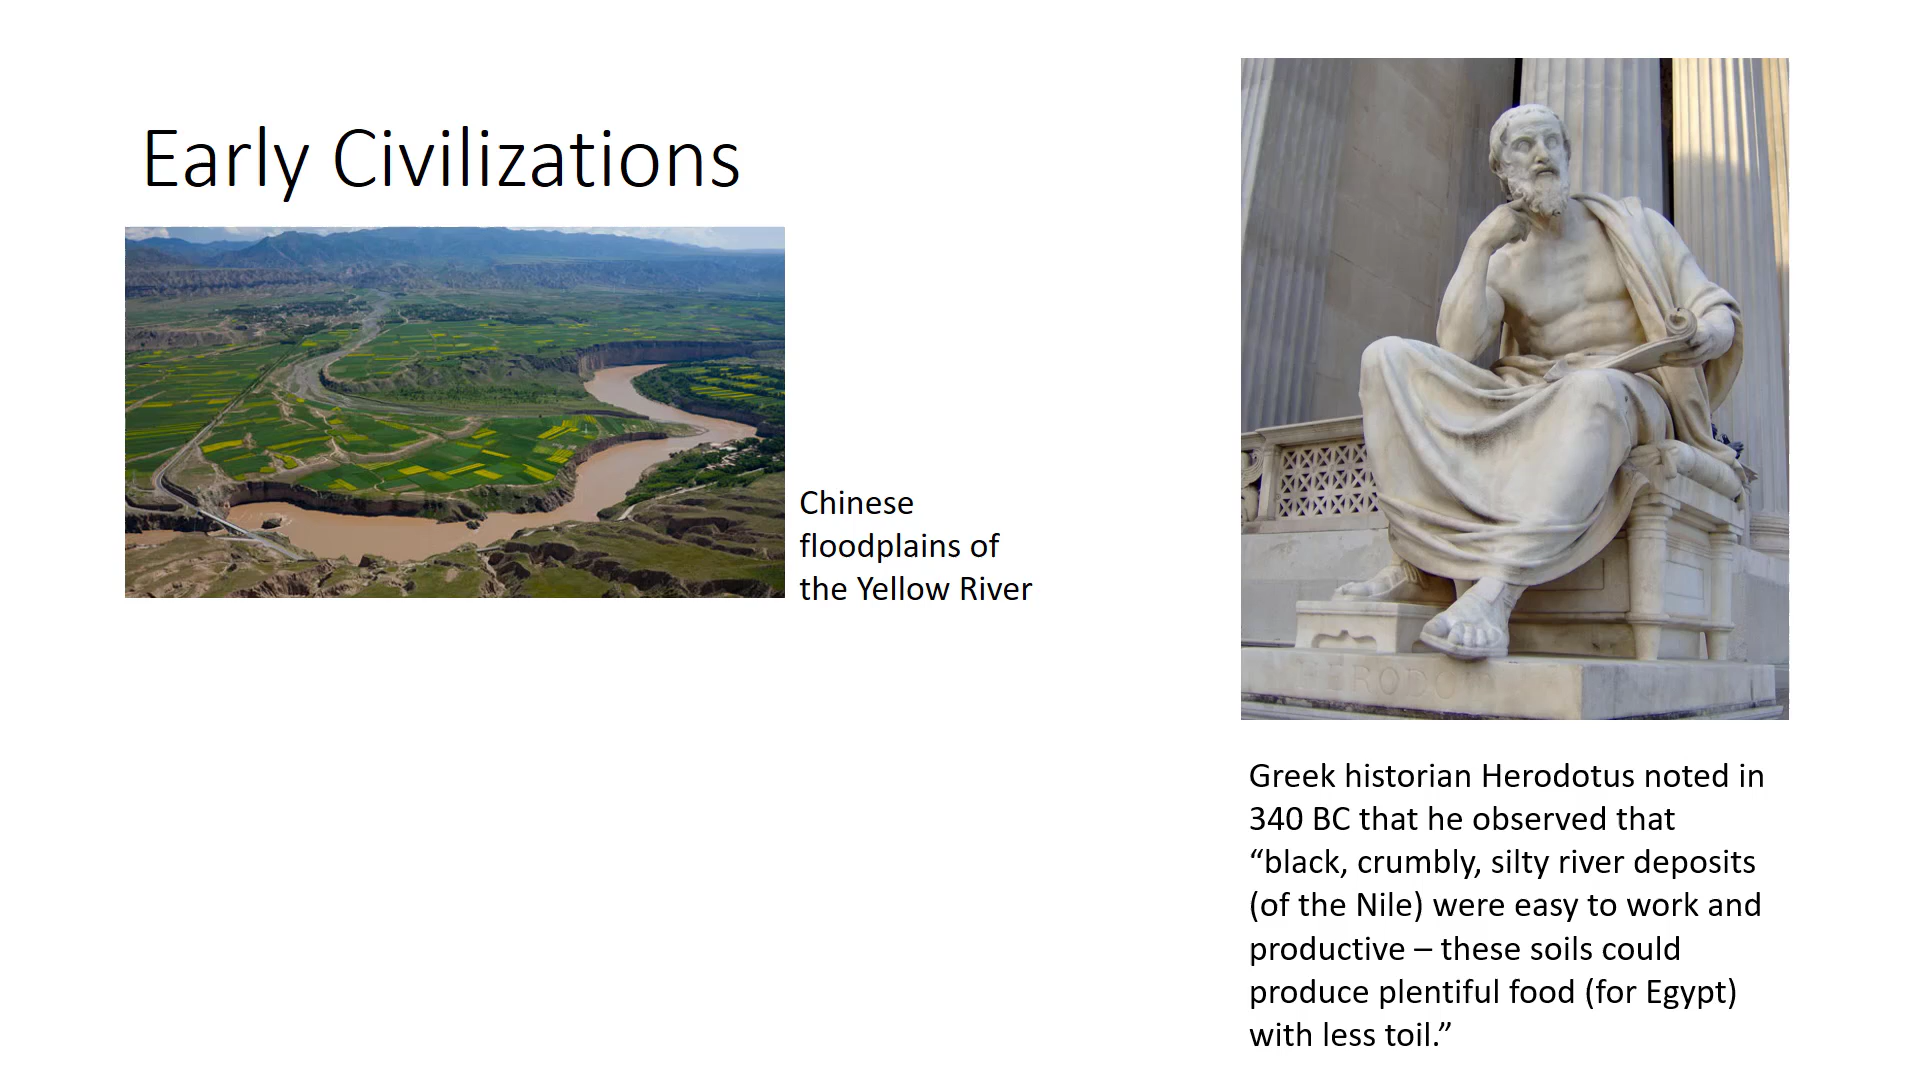 Early Civilizations
Chinese
floodplains of
the Yellow River
Greek historian Herodotus noted in
340 BC that he observed that
“black, crumbly, silty river deposits
(of the Nile) were easy to work and
productive – these soils could
produce plentiful food (for Egypt)
with less toil.”